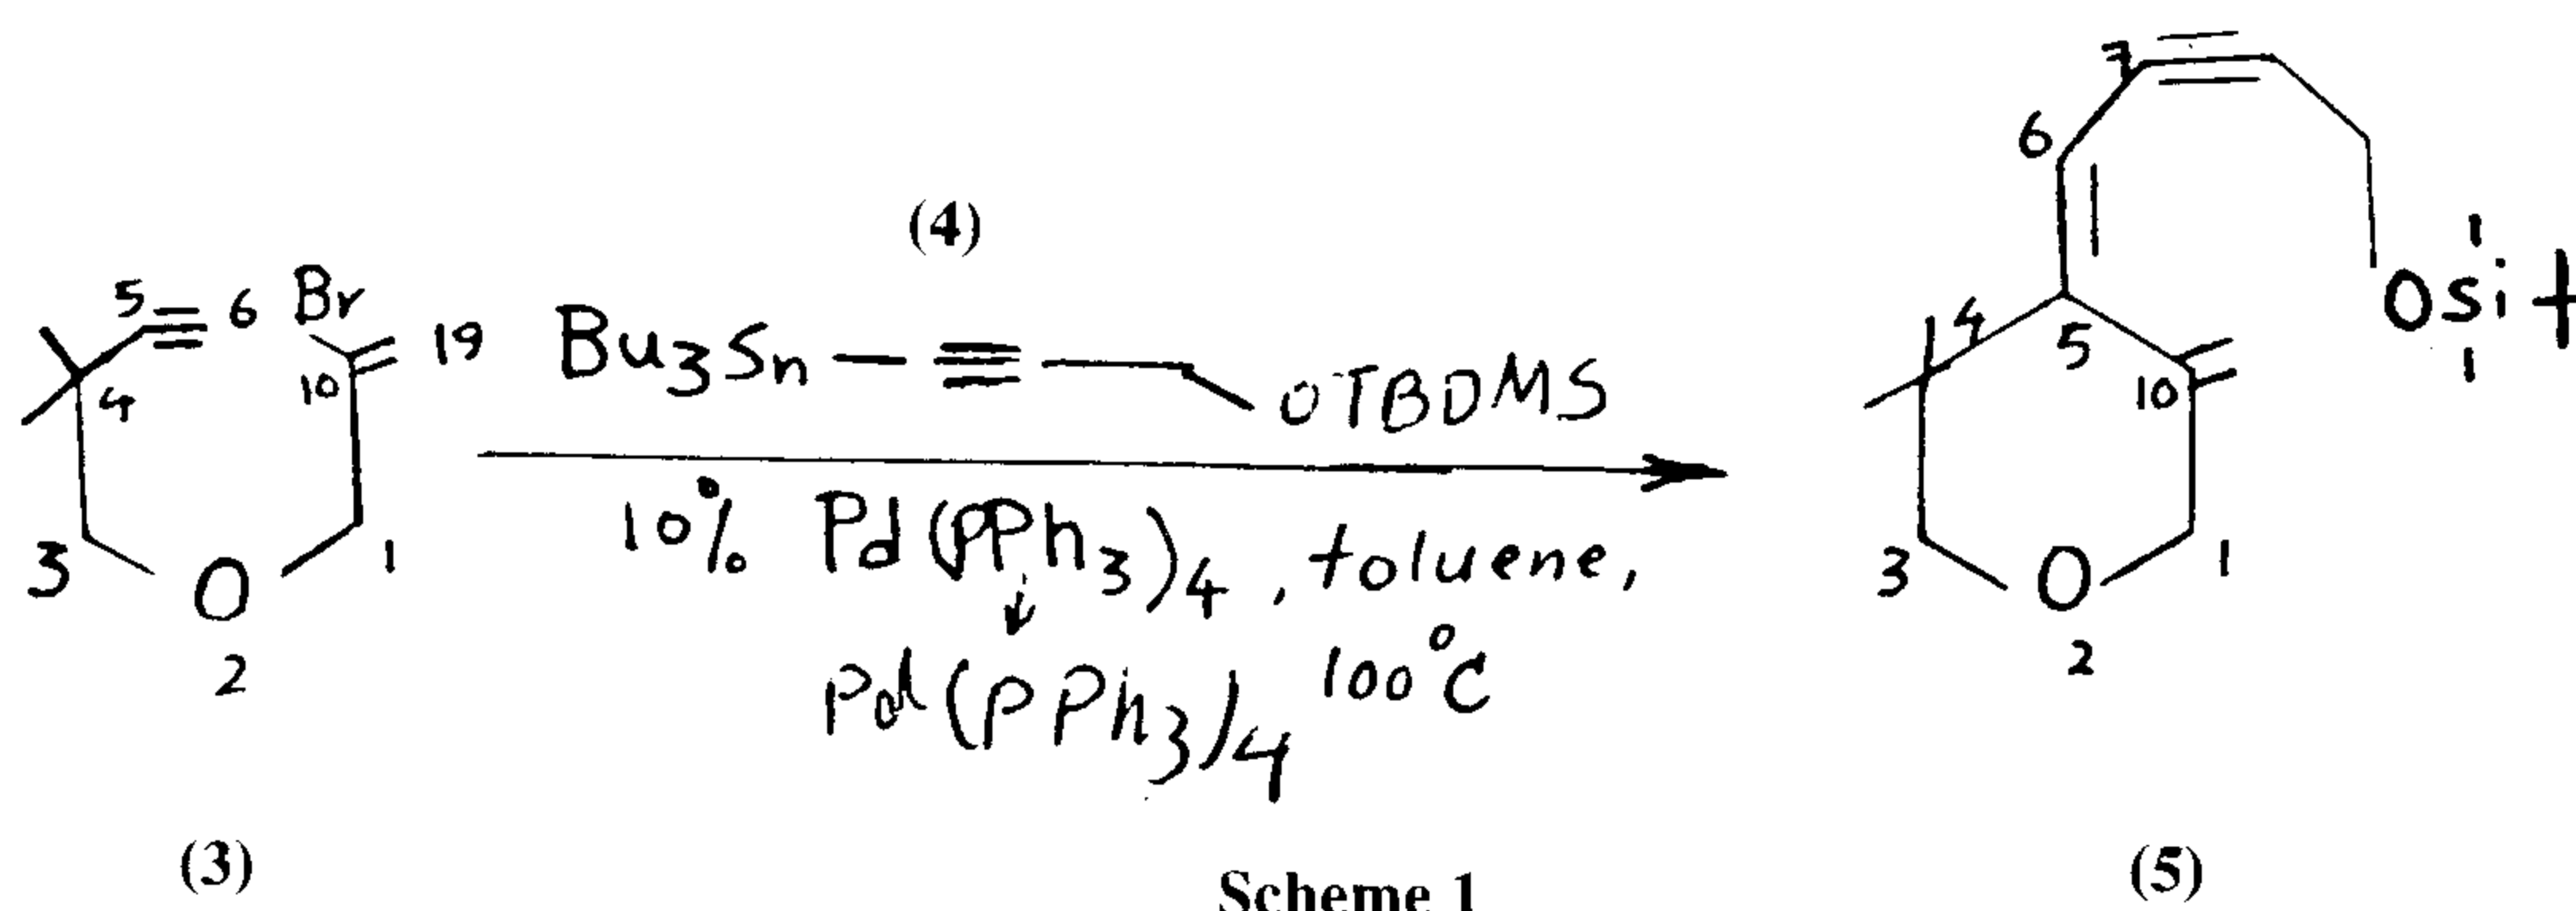 (4)
5 6 Br 19
4 10
3 O 1
2
Bu3Sn OTBDMS
10% Pd(PPh3)4, toluene,
Pd(PPh3)4 100°C
7
6
OSi
4 5 10
3 O 1
2
(3)
(5)
Scheme 1